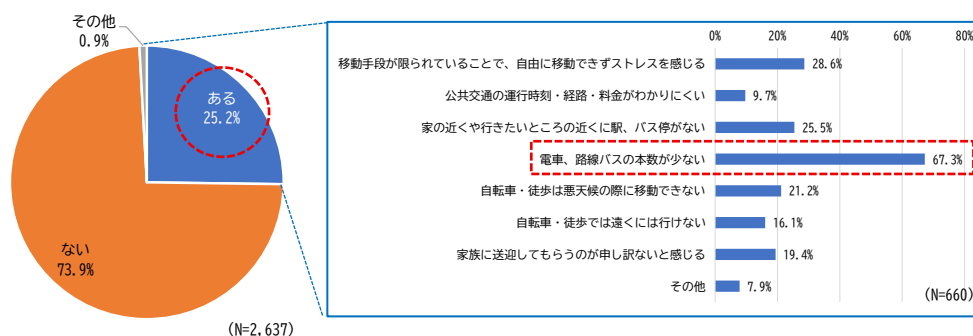 その他
0.9%
ある
25.2%
ない
73.9%
(N=2,637)
0% 20% 40% 60% 80%
移動手段が限られていることで、自由に移動できずストレスを感じる 28.6%
公共交通の運行時刻・経路・料金がわかりにくい 9.7%
家の近くや行きたいところの近くに駅、バス停がない 25.5%
電車、路線バスの本数が少ない 67.3%
自転車・徒歩は悪天候の際に移動できない 21.2%
自転車・徒歩では遠くには行けない 16.1%
家族に送迎してもらうのが申し訳ないと感じる 19.4%
その他 7.9%
(N=660)